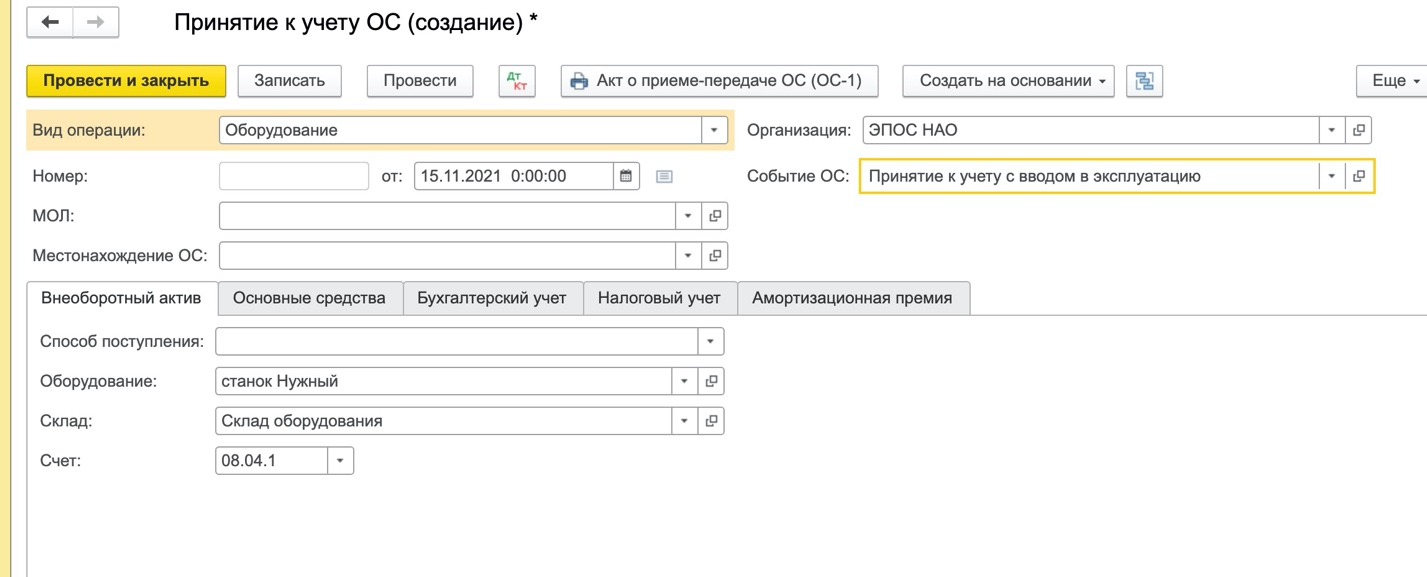 Принятие к учету ОС (создание) *
Провести и закрыть Записать Провести Дт Кт Акт о приеме-передаче ОС (ОС-1) Создать на основании Еще
Вид операции: Оборудование Организация: ЭПОС НАО
Номер: от: 15.11.2021 0:00:00 Событие ОС: Принятие к учету с вводом в эксплуатацию
МОЛ:
Местонахождение ОС:
Внеоборотный актив Основные средства Бухгалтерский учет Налоговый учет Амортизационная премия
Способ поступления:
Оборудование: станок Нужный
Склад: Склад оборудования
Счет: 08.04.1